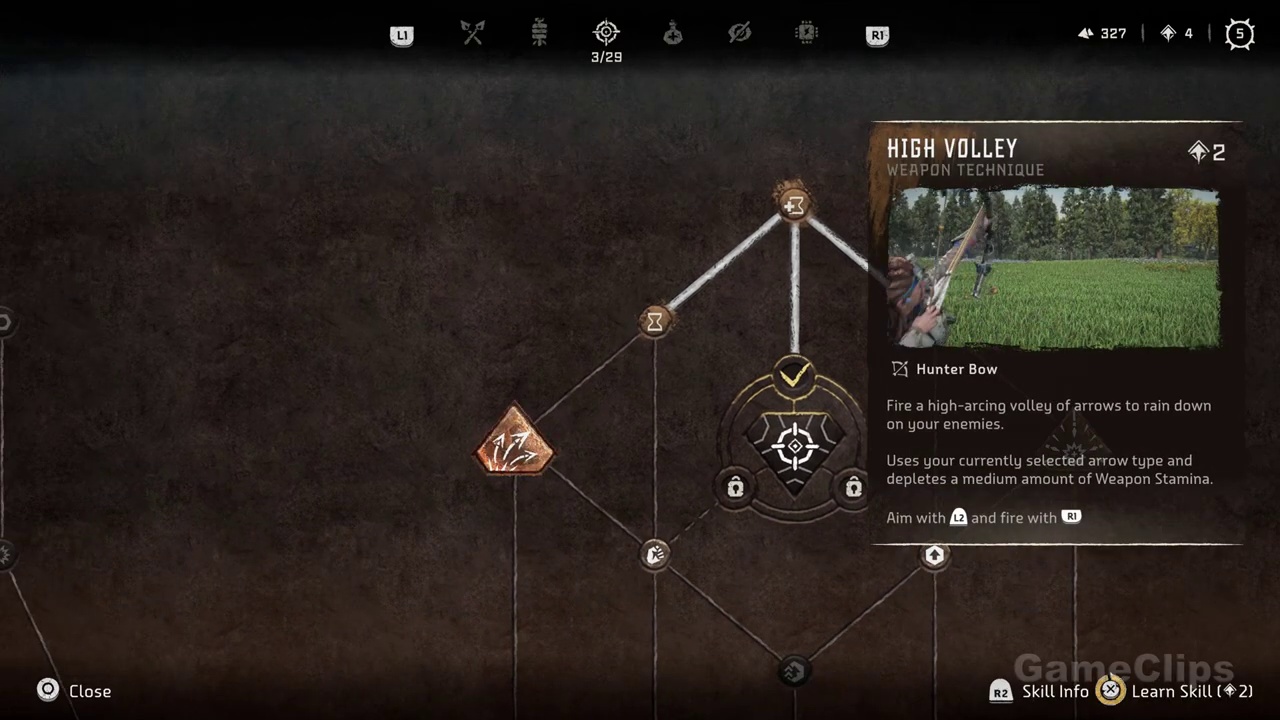 L1
R1
327
4
5
3/29
HIGH VOLLEY
2
WEAPON TECHNIQUE
Hunter Bow
Fire a high-arcing volley of arrows to rain down
on your enemies.
Uses your currently selected arrow type and
depletes a medium amount of Weapon Stamina.
Aim with L2 and fire with R1
GameClips
Close
R2 Skill Info
Learn Skill (2)